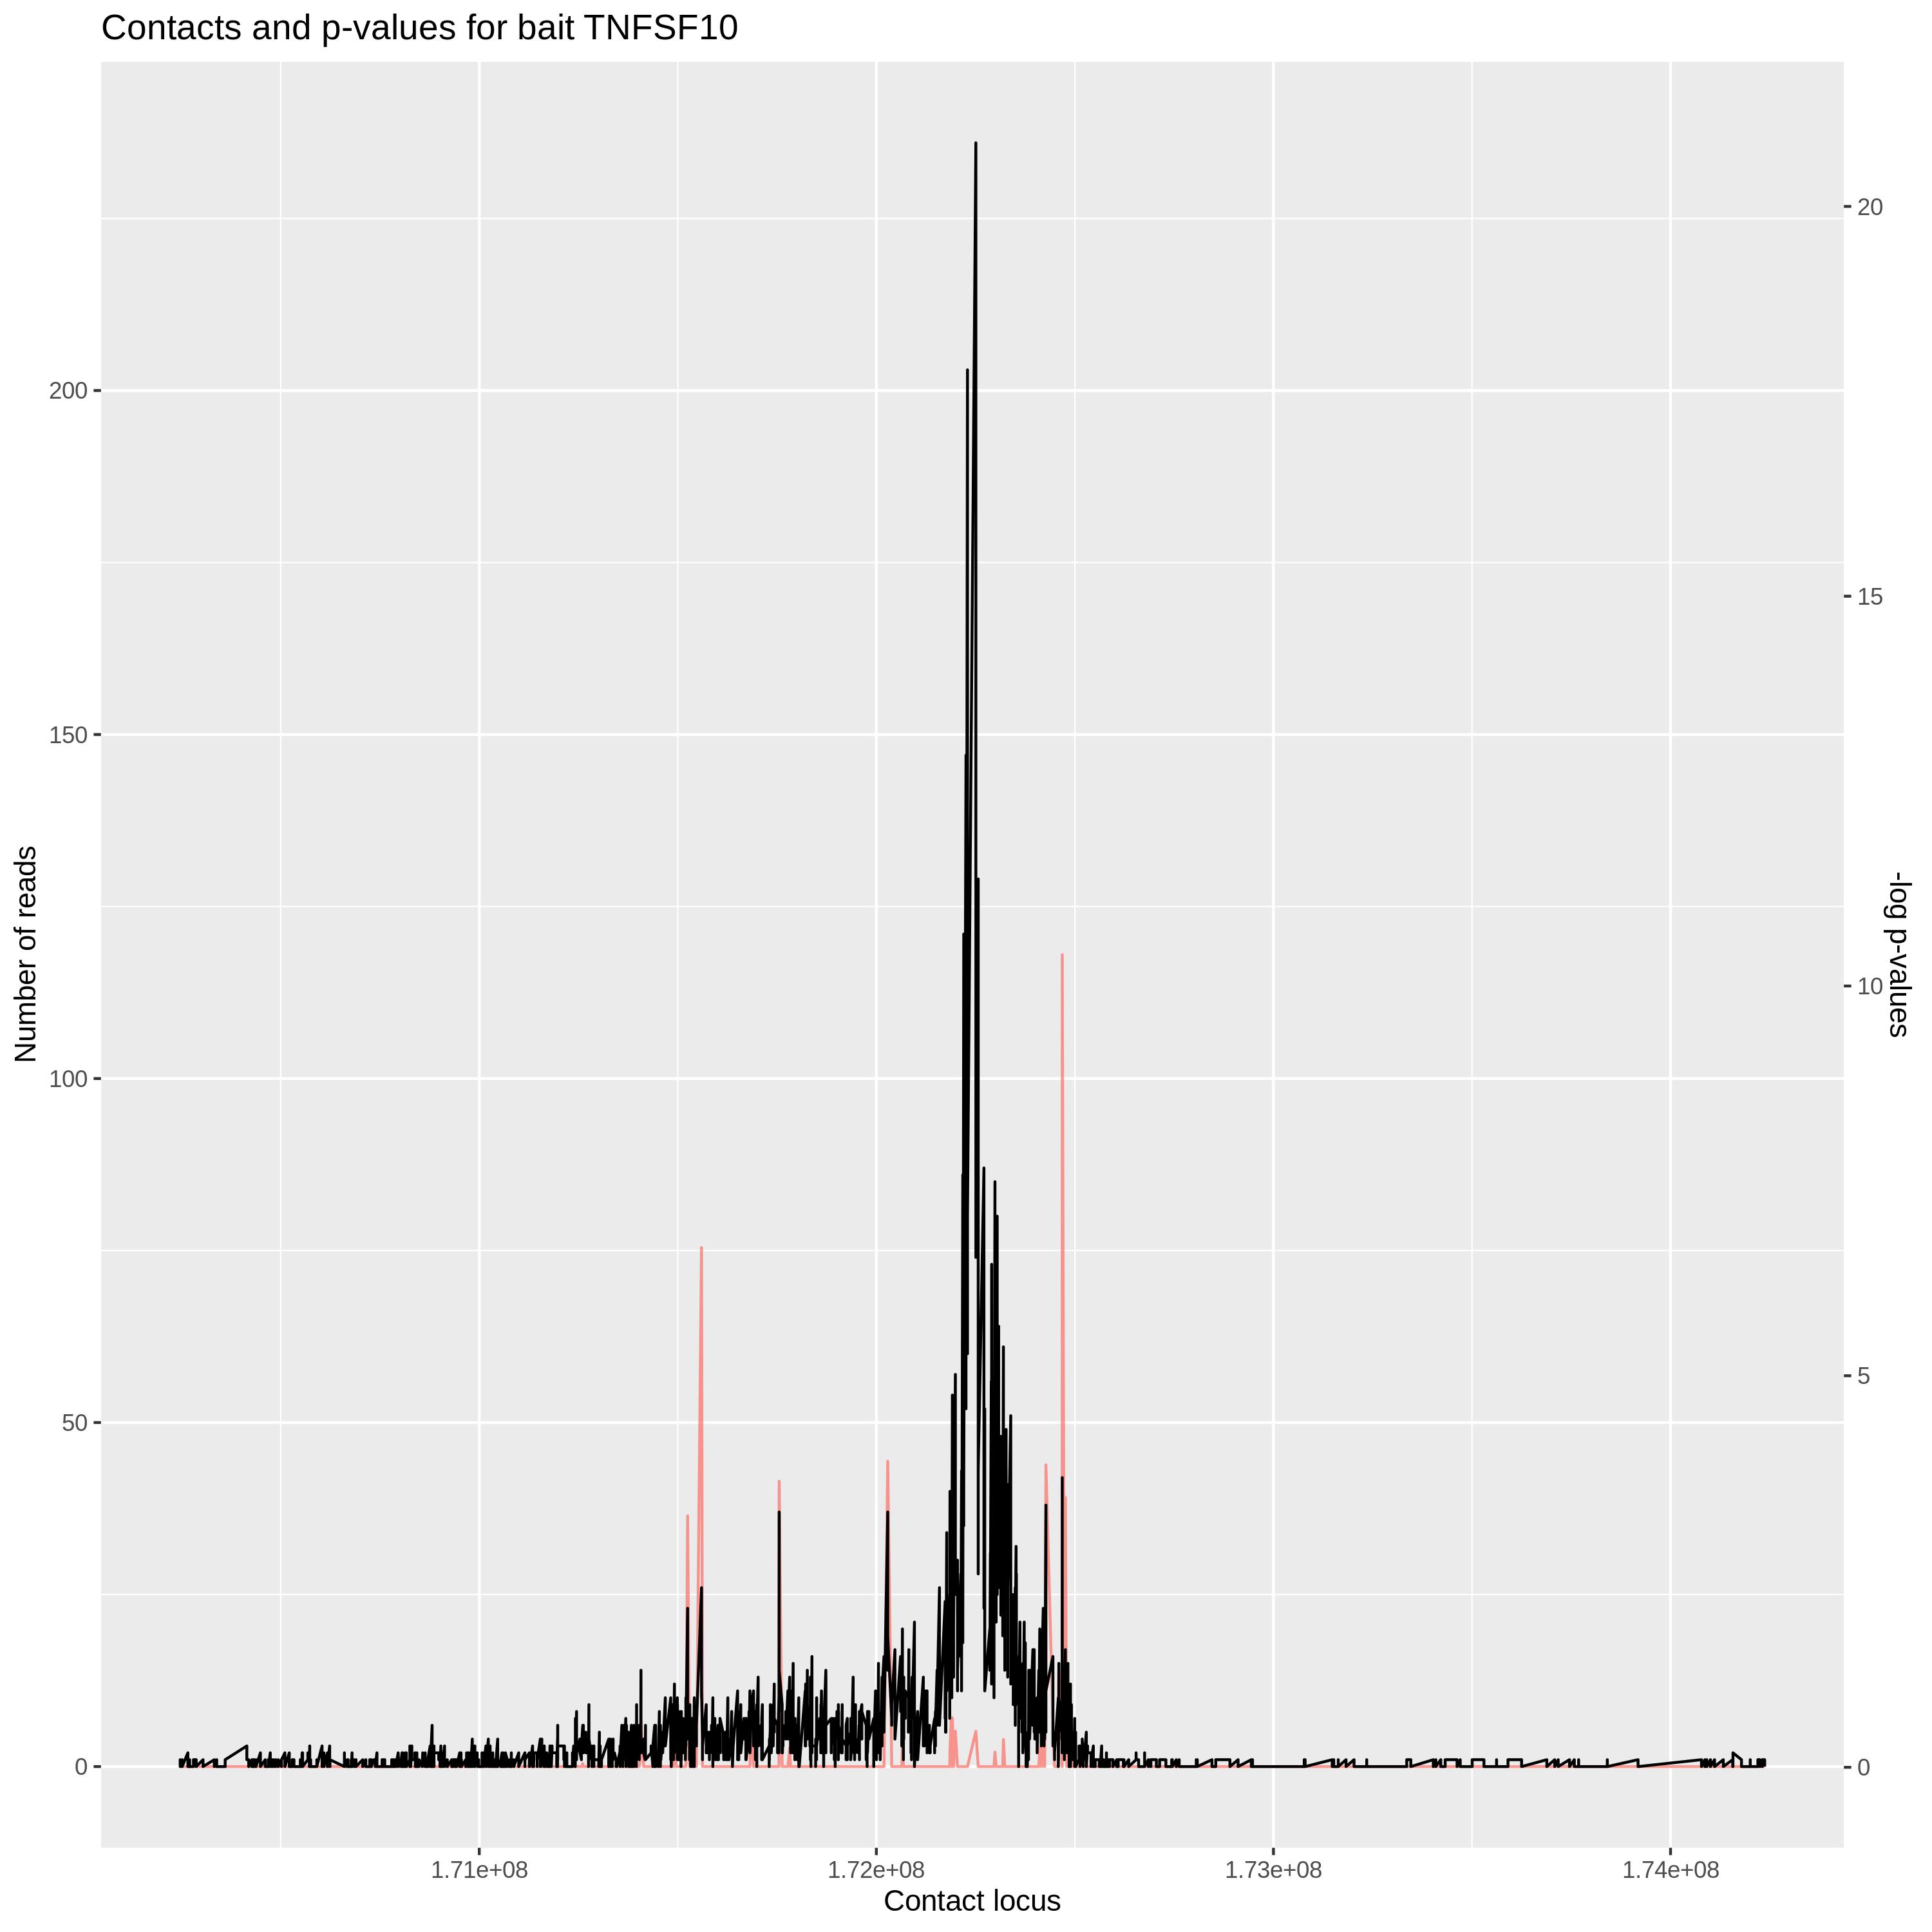 Contacts and p-values for bait TNFSF10
Number of reads
200
150
100
50
0
20
15
10
5
0
-log p-values
1.71e+08
1.72e+08
1.73e+08
1.74e+08
Contact locus